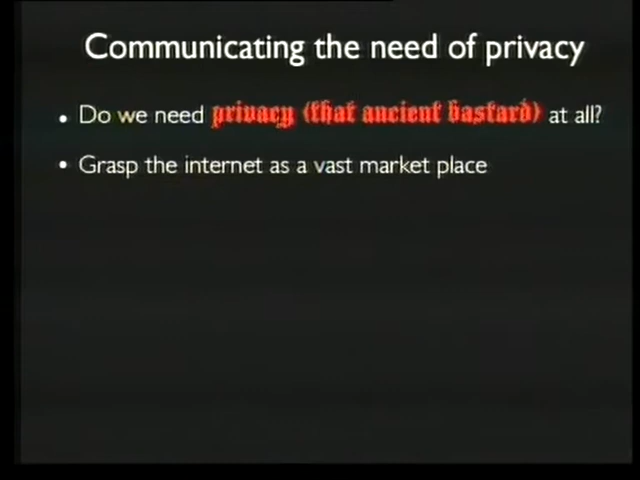 Communicating the need of privacy
• Do we need privacy (that ancient bastard) at all?
• Grasp the internet as a vast market place